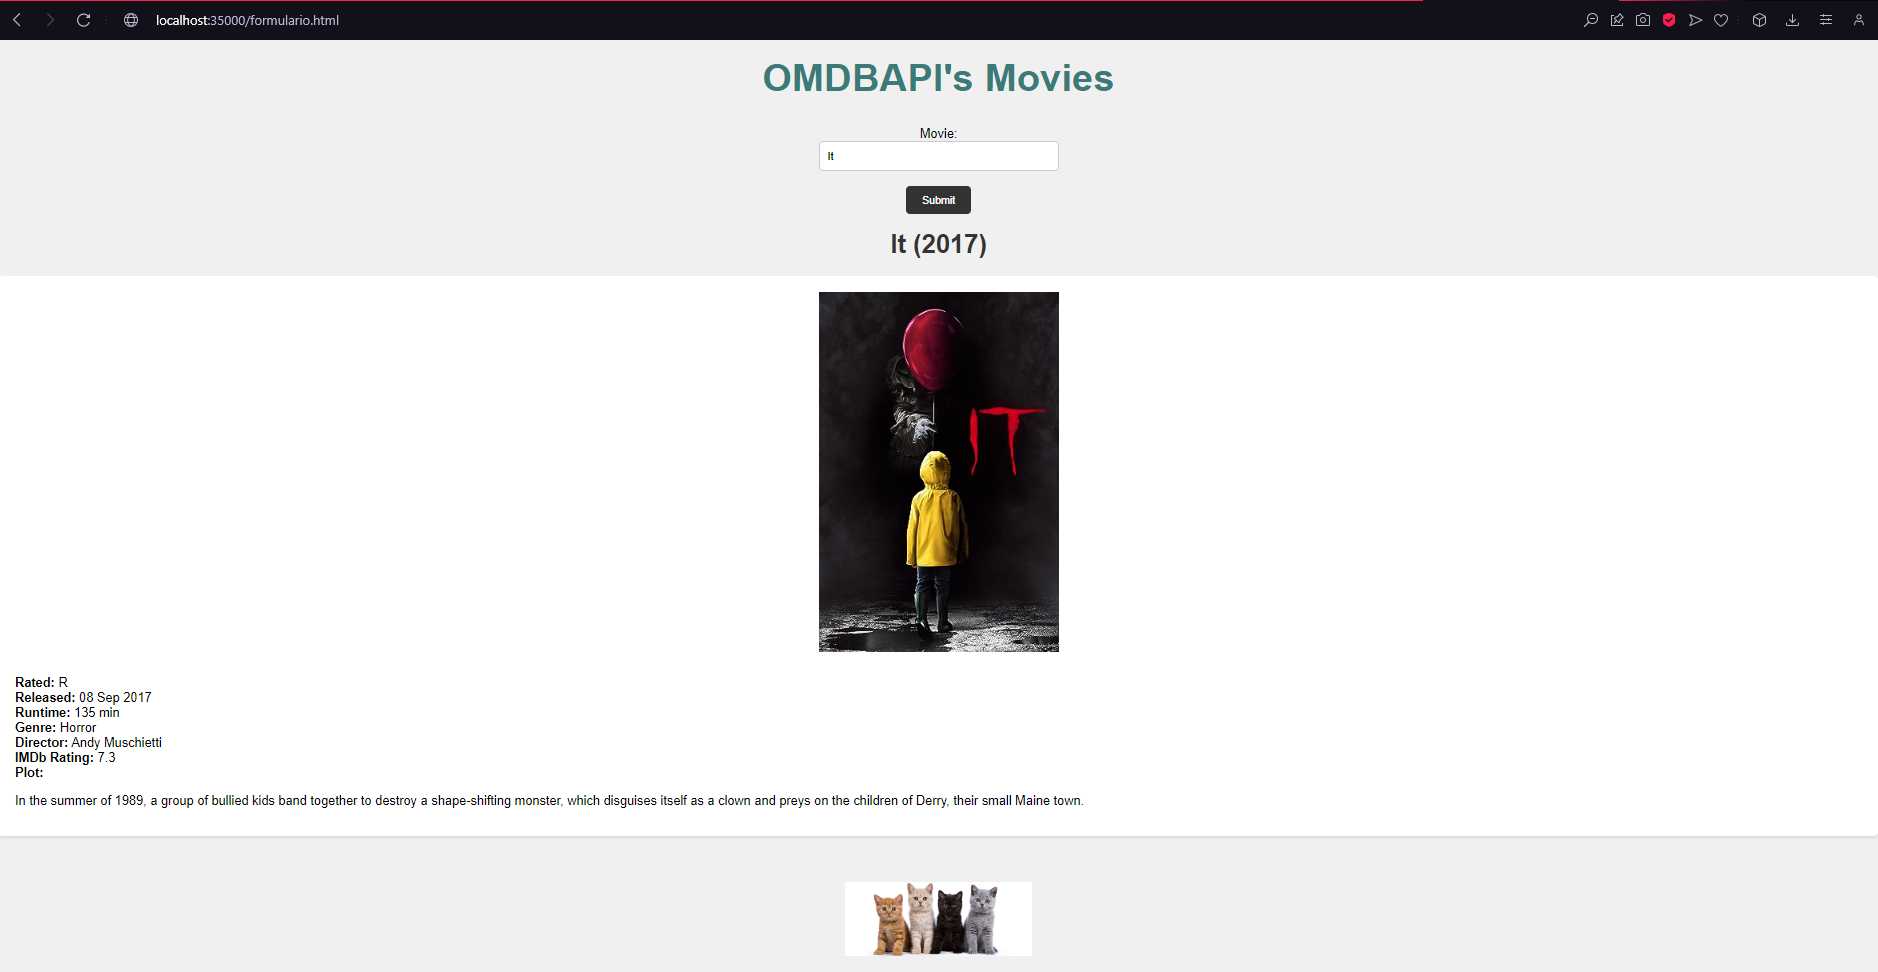 localhost:35000/formulario.html
OMDBAPI's Movies
Movie:
It
Submit
It (2017)
IT
Rated: R
Released: 08 Sep 2017
Runtime: 135 min
Genre: Horror
Director: Andy Muschietti
IMDb Rating: 7.3
Plot:
In the summer of 1989, a group of bullied kids band together to destroy a shape-shifting monster, which disguises itself as a clown and preys on the children of Derry, their small Maine town.